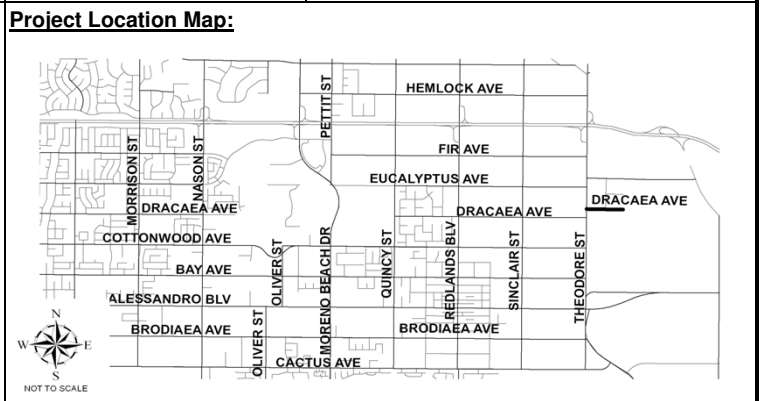 Project Location Map:
HEMLOCK AVE
PETTIT ST
FIR AVE
MORRISON ST
NASON ST
EUCALYPTUS AVE
DRACAEA AVE
DRACAEA AVE
DRACAEA AVE
COTTONWOOD AVE
BAY AVE
OLIVER ST
MORENO BEACH DR
QUINCY ST
REDLANDS BLV
SINCLAIR ST
THEODORE ST
ALESSANDRO BLV
BRODIAEA AVE
OLIVER ST
BRODIAEA AVE
CACTUS AVE
N
W
E
S
NOT TO SCALE